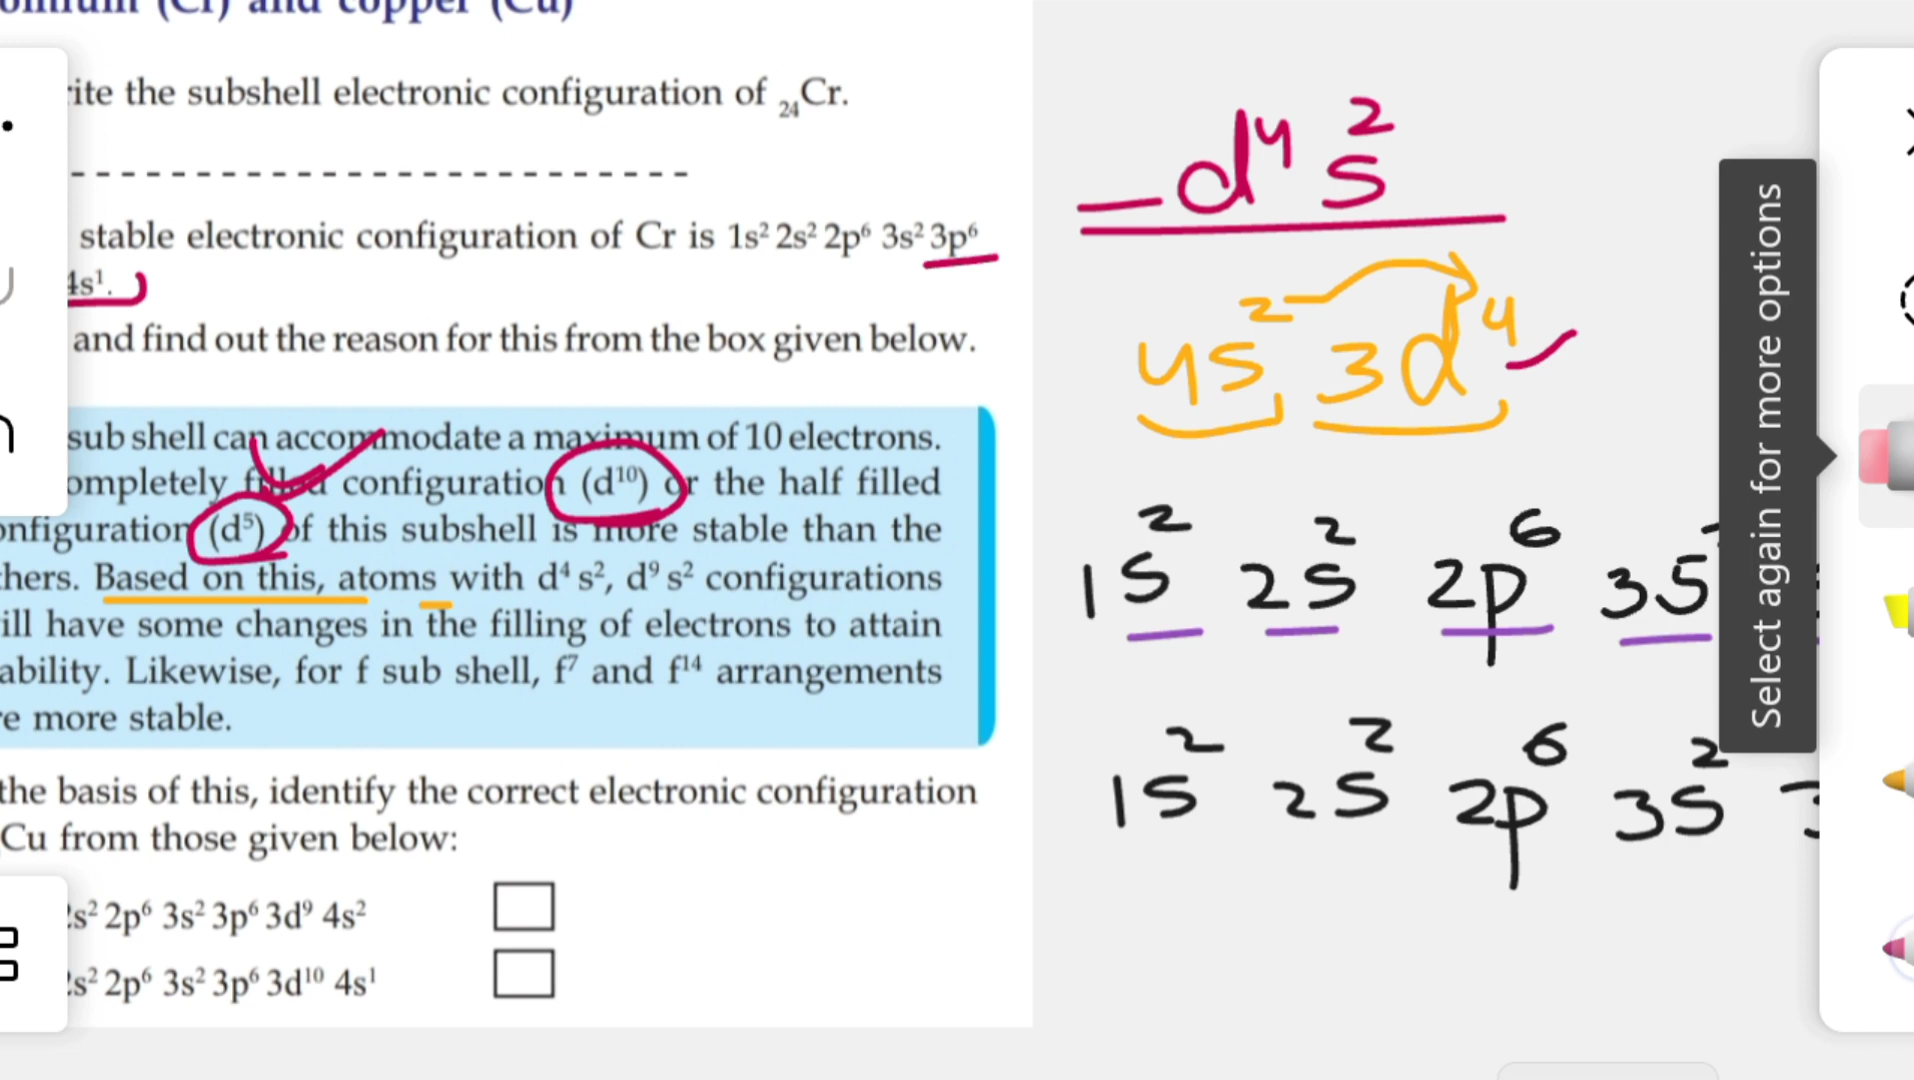 omium (Cr) and copper (Cu)
ite the subshell electronic configuration of ₂₄Cr.
stable electronic configuration of Cr is 1s² 2s² 2p⁶ 3s² 3p⁶
4s¹.
and find out the reason for this from the box given below.
sub shell can accommodate a maximum of 10 electrons.
ompletely filled configuration (d¹⁰) or the half filled
onfiguration (d⁵) of this subshell is more stable than the
hers. Based on this, atoms with d⁴ s², d⁹ s² configurations
ill have some changes in the filling of electrons to attain
ability. Likewise, for f sub shell, f⁷ and f¹⁴ arrangements
e more stable.
the basis of this, identify the correct electronic configuration
Cu from those given below:
s² 2p⁶ 3s² 3p⁶ 3d⁹ 4s²
s² 2p⁶ 3s² 3p⁶ 3d¹⁰ 4s¹
d⁴ s²
4s² 3d⁴
1s² 2s² 2p⁶ 3s
1s² 2s² 2p⁶ 3s² 3
Select again for more options